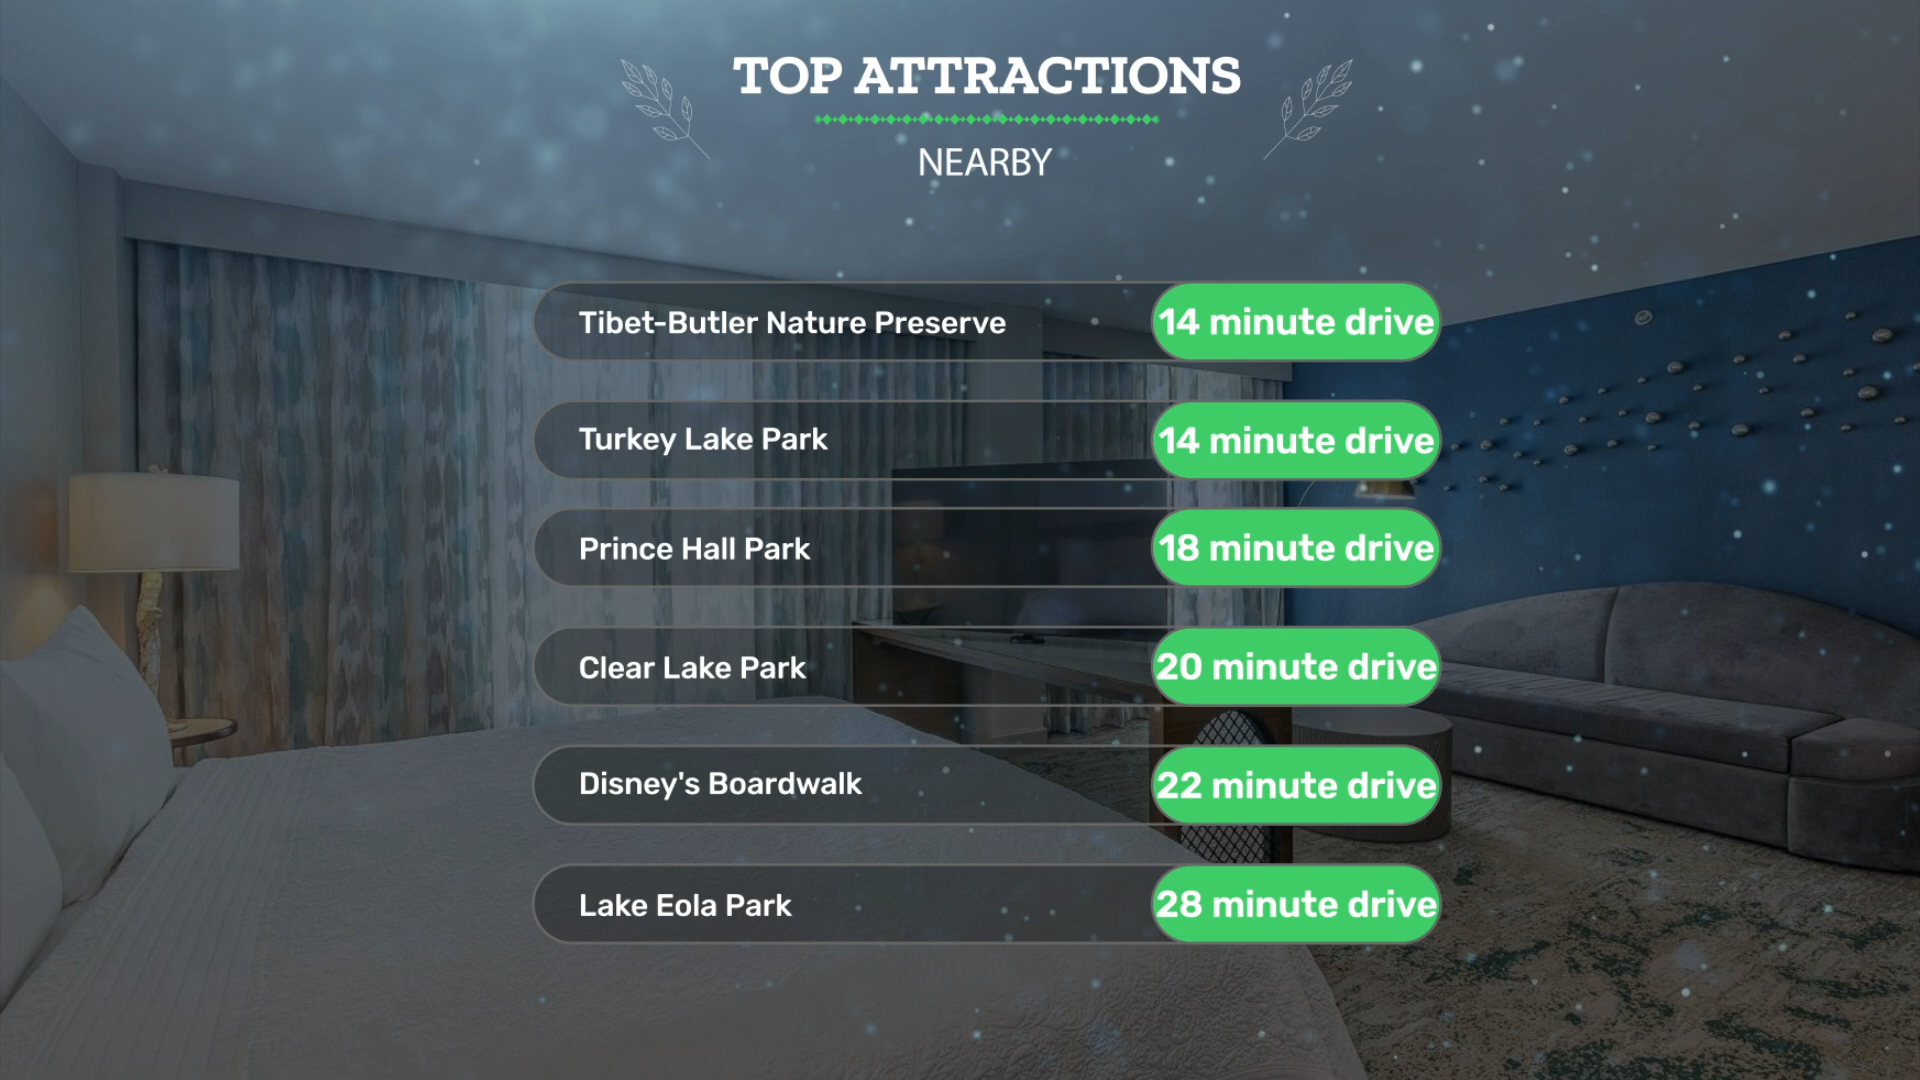 TOP ATTRACTIONS
NEARBY
Tibet-Butler Nature Preserve 14 minute drive
Turkey Lake Park 14 minute drive
Prince Hall Park 18 minute drive
Clear Lake Park 20 minute drive
Disney's Boardwalk 22 minute drive
Lake Eola Park 28 minute drive